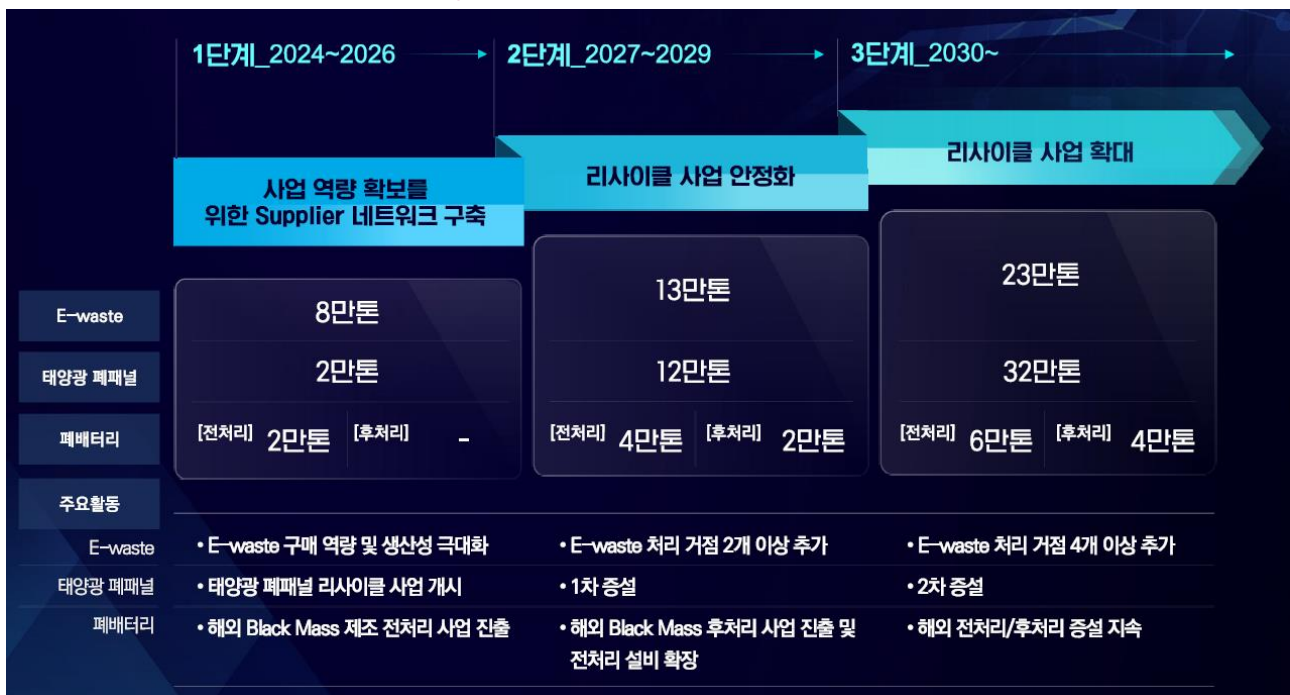 1단계_2024~2026
2단계_2027~2029
3단계_2030~
사업 역량 확보를
위한 Supplier 네트워크 구축
리사이클 사업 안정화
리사이클 사업 확대
E-waste
8만톤
13만톤
23만톤
태양광 폐패널
2만톤
12만톤
32만톤
폐배터리
[전처리] 2만톤 [후처리] -
[전처리] 4만톤 [후처리] 2만톤
[전처리] 6만톤 [후처리] 4만톤
주요활동
E-waste
• E-waste 구매 역량 및 생산성 극대화
• E-waste 처리 거점 2개 이상 추가
• E-waste 처리 거점 4개 이상 추가
태양광 폐패널
• 태양광 폐패널 리사이클 사업 개시
• 1차 증설
• 2차 증설
폐배터리
• 해외 Black Mass 제조 전처리 사업 진출
• 해외 Black Mass 후처리 사업 진출 및
전처리 설비 확장
• 해외 전처리/후처리 증설 지속